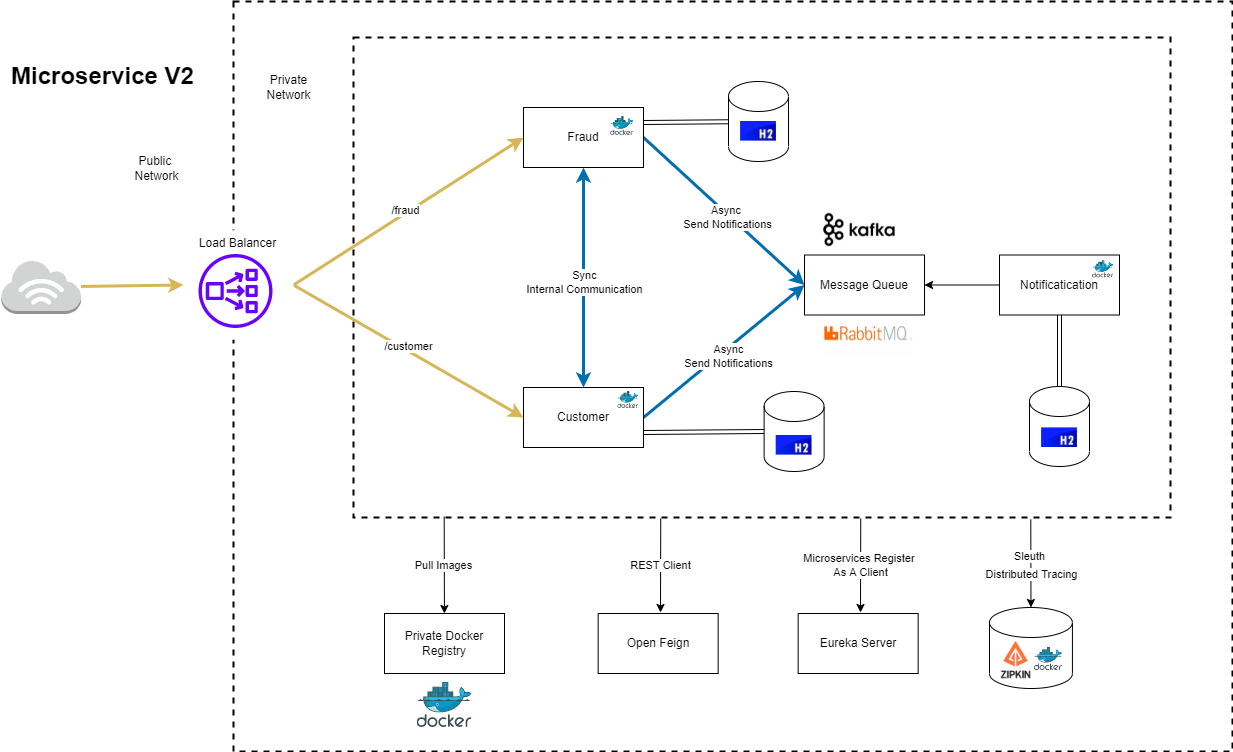 Microservice V2
Public
Network
Private
Network
Load Balancer
/fraud
/customer
Fraud
docker
H2
Sync
Internal Communication
Async
Send Notifications
Async
Send Notifications
Customer
docker
H2
kafka
Message Queue
RabbitMQ
Notificatication
docker
H2
Pull Images
REST Client
Microservices Register
As A Client
Sleuth
Distributed Tracing
Private Docker
Registry
docker
Open Feign
Eureka Server
ZIPKIN
docker